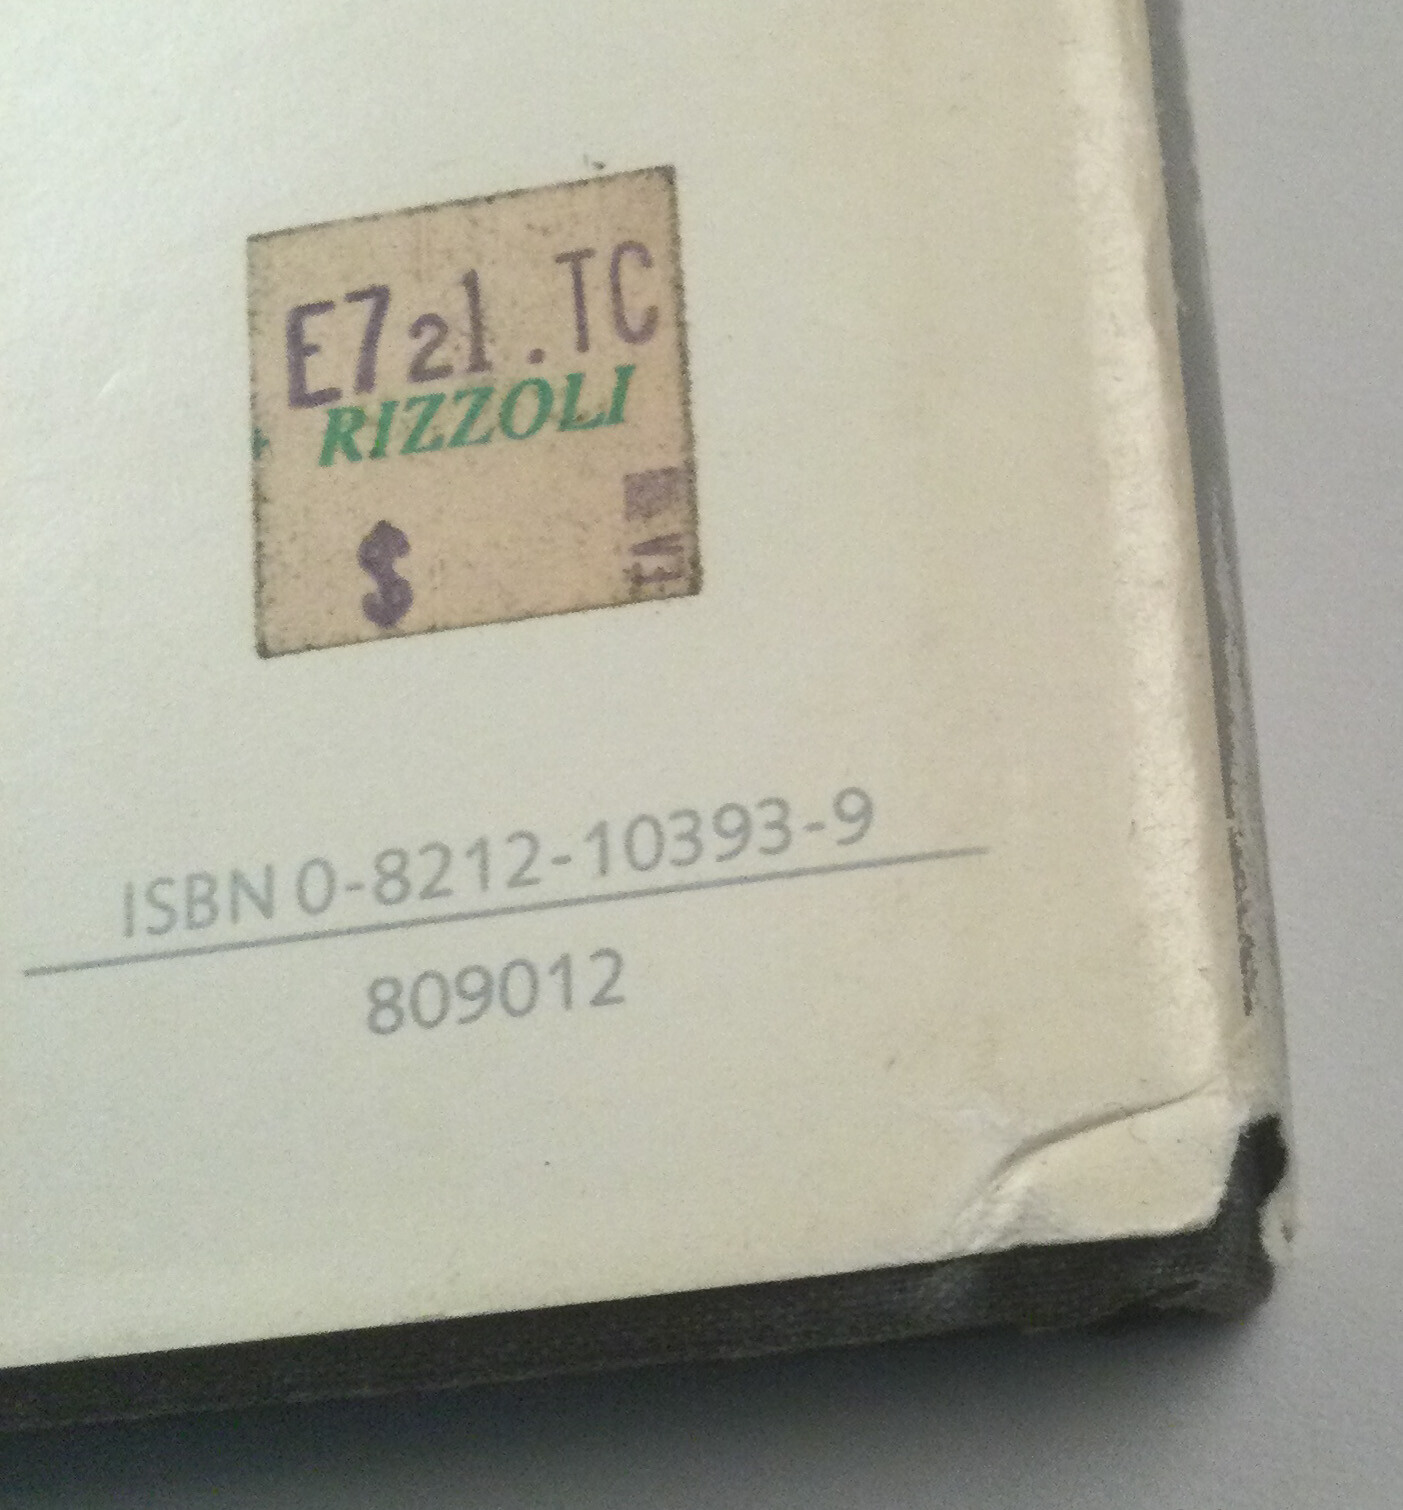 E721.TC
RIZZOLI
$
ISBN 0-8212-10393-9
809012